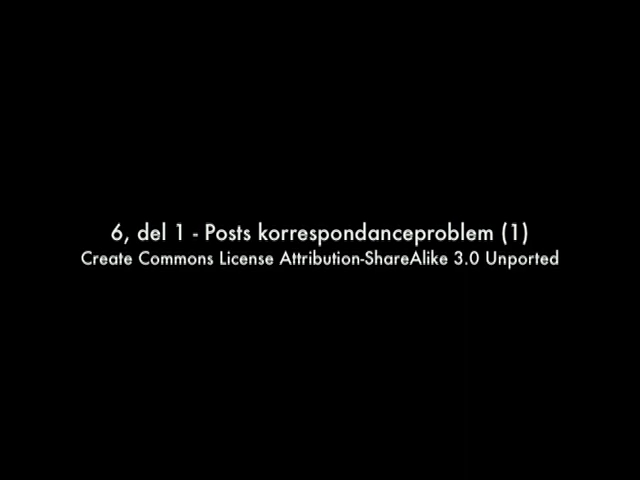 6, del 1 - Posts korrespondanceproblem (1)
Create Commons License Attribution-ShareAlike 3.0 Unported